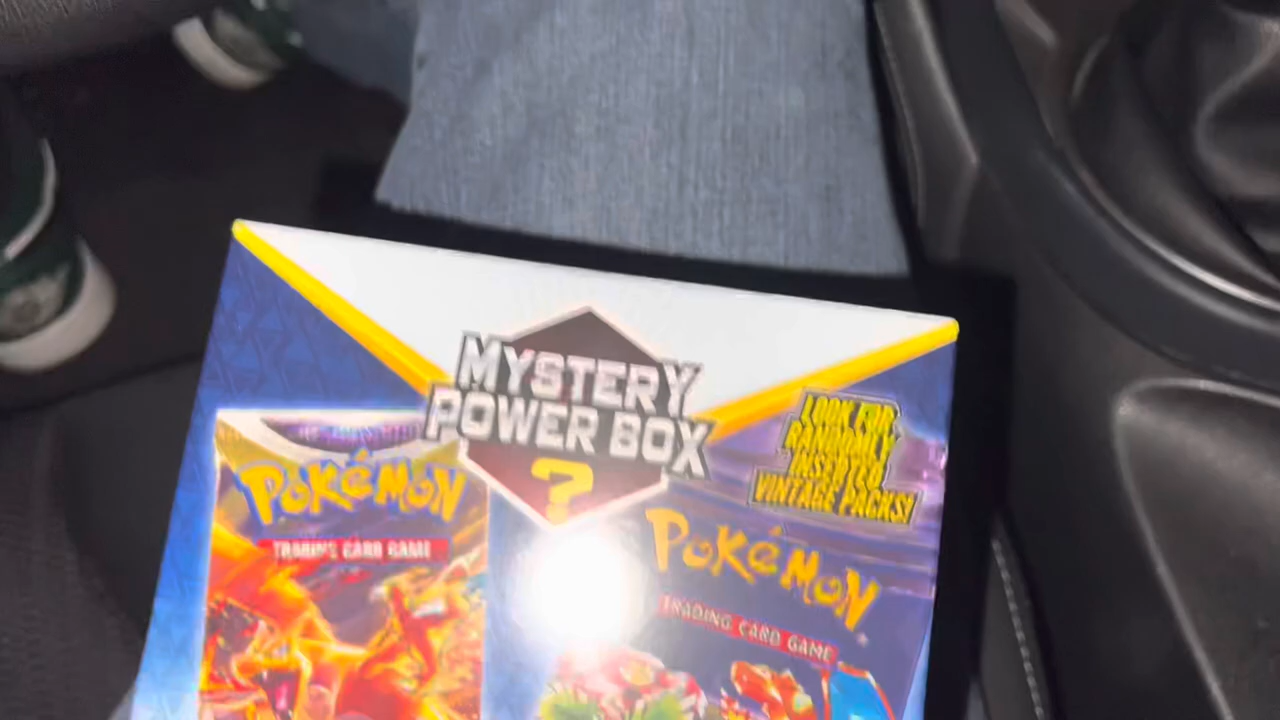 MYSTERY
POWER BOX
?
LOOK FOR
RANDOMLY
INSERTED
VINTAGE PACKS!
POKéMON
TRADING CARD GAME
POKéMON
TRADING CARD GAME